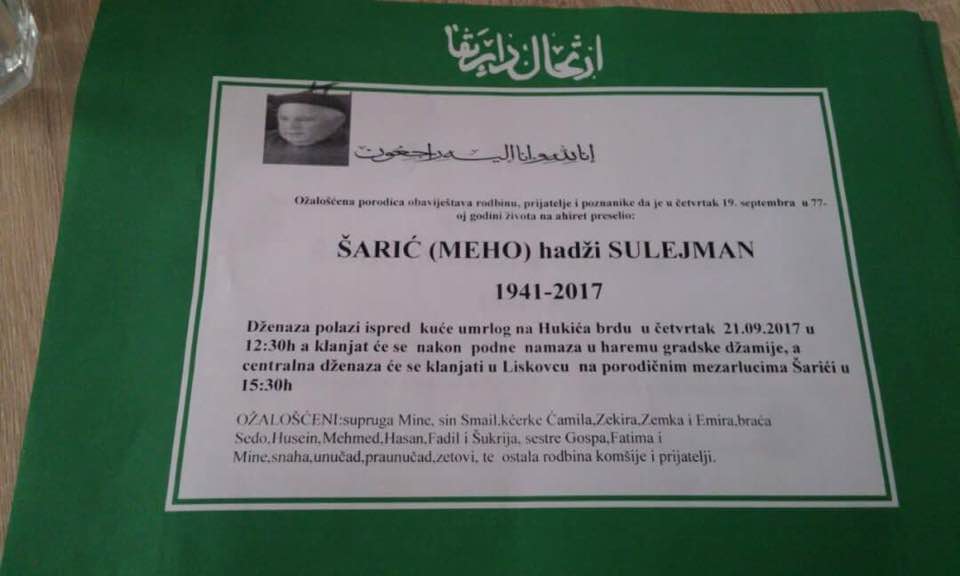 ارتحال دار بقا
انا لله وانا اليه راجعون
Ožalošćena porodica obaviještava rodbinu, prijatelje i poznanike da je u četvrtak 19. septembra u 77-
oj godini života na ahiret preselio:
ŠARIĆ (MEHO) hadži SULEJMAN
1941-2017
Dženaza polazi ispred kuće umrlog na Hukića brdu u četvrtak 21.09.2017 u
12:30h a klanjat će se nakon podne namaza u haremu gradske džamije, a
centralna dženaza će se klanjati u Liskovcu na porodičnim mezarlucima Šarići u
15:30h
OŽALOŠĆENI:supruga Mine, sin Smail,kćerke Ćamila,Zekira,Zemka i Emira,braća
Sedo,Husein,Mehmed,Hasan,Fadil i Šukrija, sestre Gospa,Fatima i
Mine,snaha,unučad,praunučad,zetovi, te ostala rodbina komšije i prijatelji.